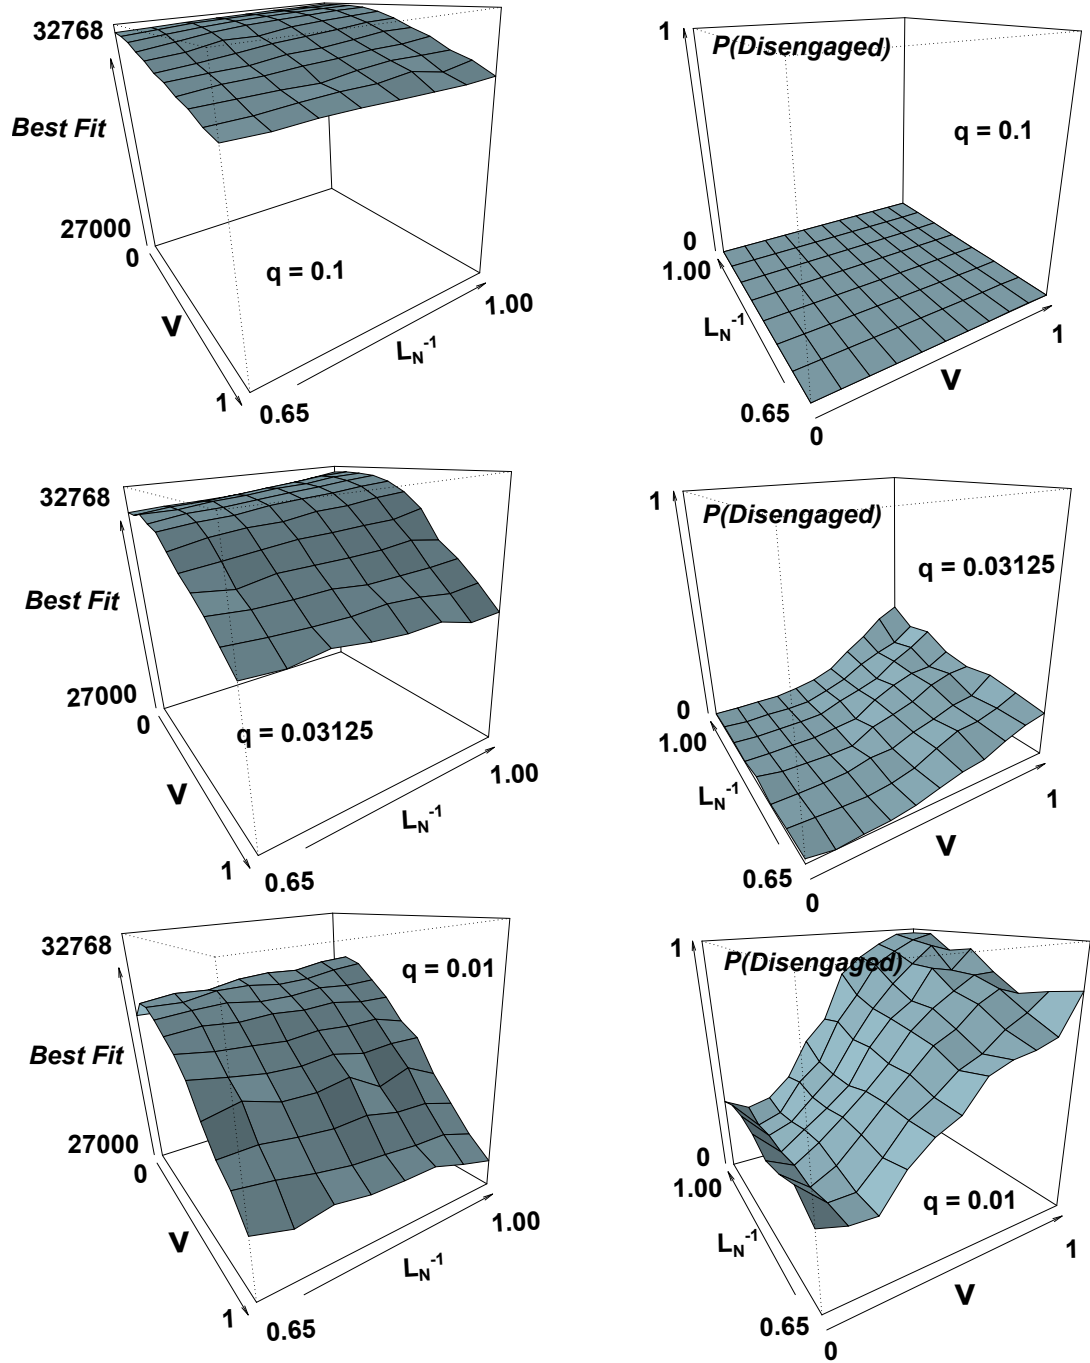 32768
Best Fit
27000
0
V
1
q = 0.1
0.65
L_N^-1
1.00
1
P(Disengaged)
q = 0.1
0
1.00
L_N^-1
0.65
0
V
1
32768
Best Fit
27000
0
V
1
q = 0.03125
0.65
L_N^-1
1.00
1
P(Disengaged)
q = 0.03125
0
1.00
L_N^-1
0.65
0
V
1
32768
q = 0.01
Best Fit
27000
0
V
1
0.65
L_N^-1
1.00
1
P(Disengaged)
0
1.00
L_N^-1
0.65
0
V
1
q = 0.01